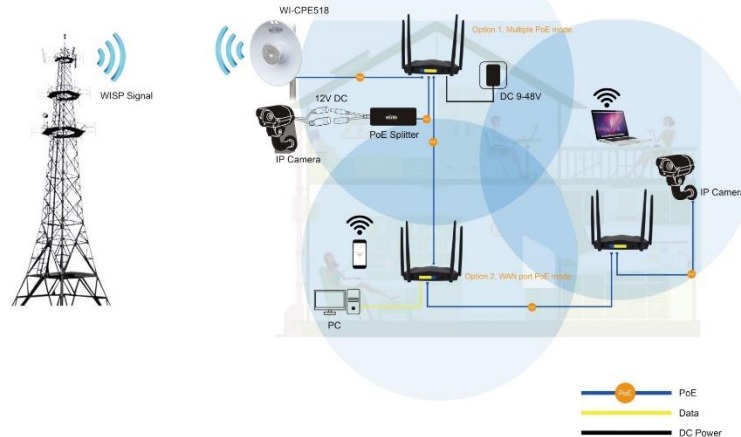 WI-CPE518
Option 1. Multiple PoE mode
WISP Signal
12V DC
DC 9-48V
PoE Splitter
IP Camera
IP Camera
Option 2. WAN port PoE mode
PC
PoE
PoE
Data
DC Power